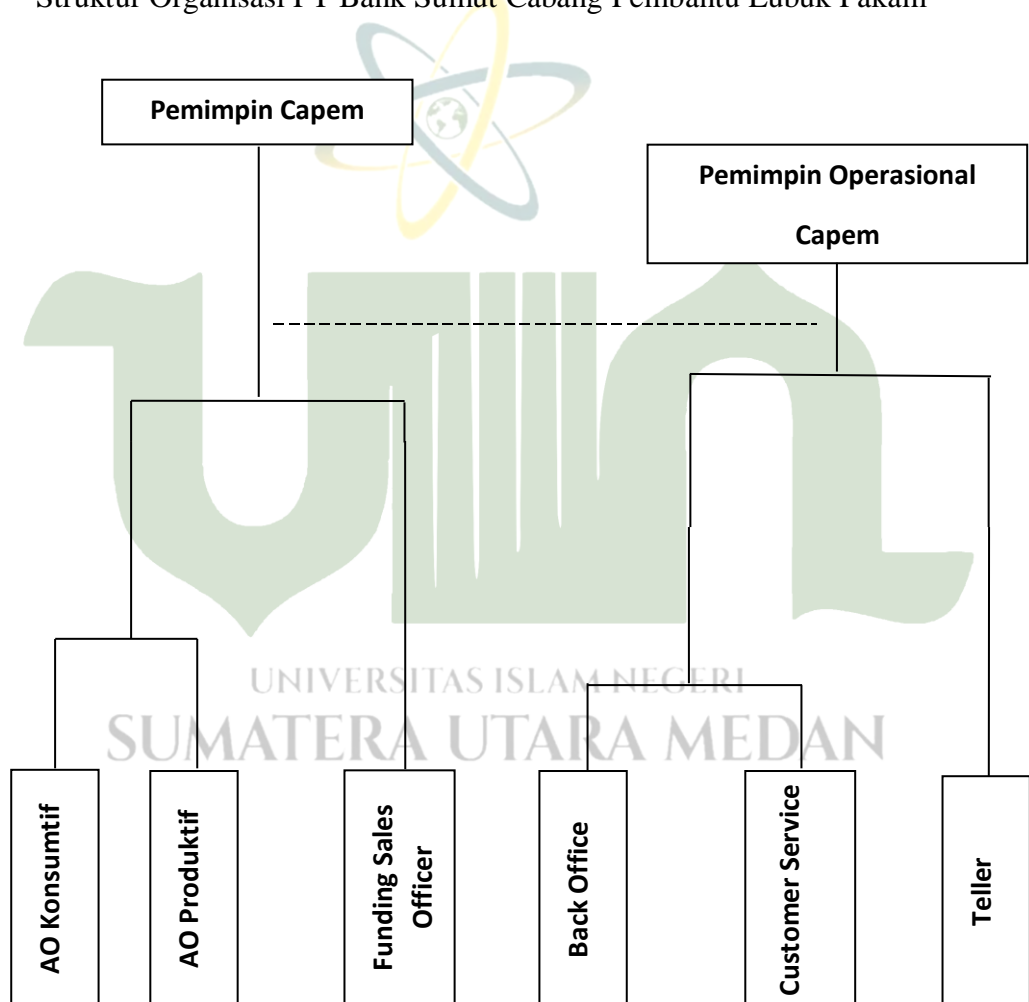 Struktur Organisasi PT Bank Sumut Cabang Pembantu Lubuk Pakam
Pemimpin Capem
Pemimpin Operasional
Capem
UNIVERSITAS ISLAM NEGERI
SUMATERA UTARA MEDAN
AO Konsumtif
AO Produktif
Funding Sales
Officer
Back Office
Customer Service
Teller